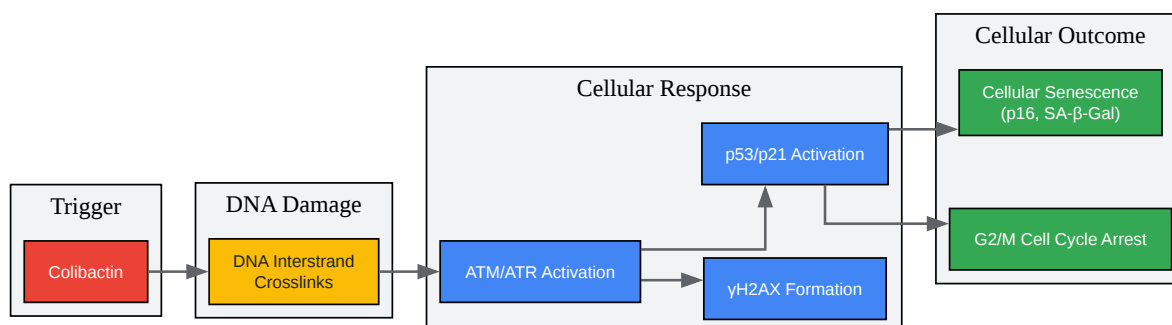 Trigger
Colibactin
DNA Damage
DNA Interstrand
Crosslinks
Cellular Response
ATM/ATR Activation
p53/p21 Activation
γH2AX Formation
Cellular Outcome
Cellular Senescence
(p16, SA-β-Gal)
G2/M Cell Cycle Arrest